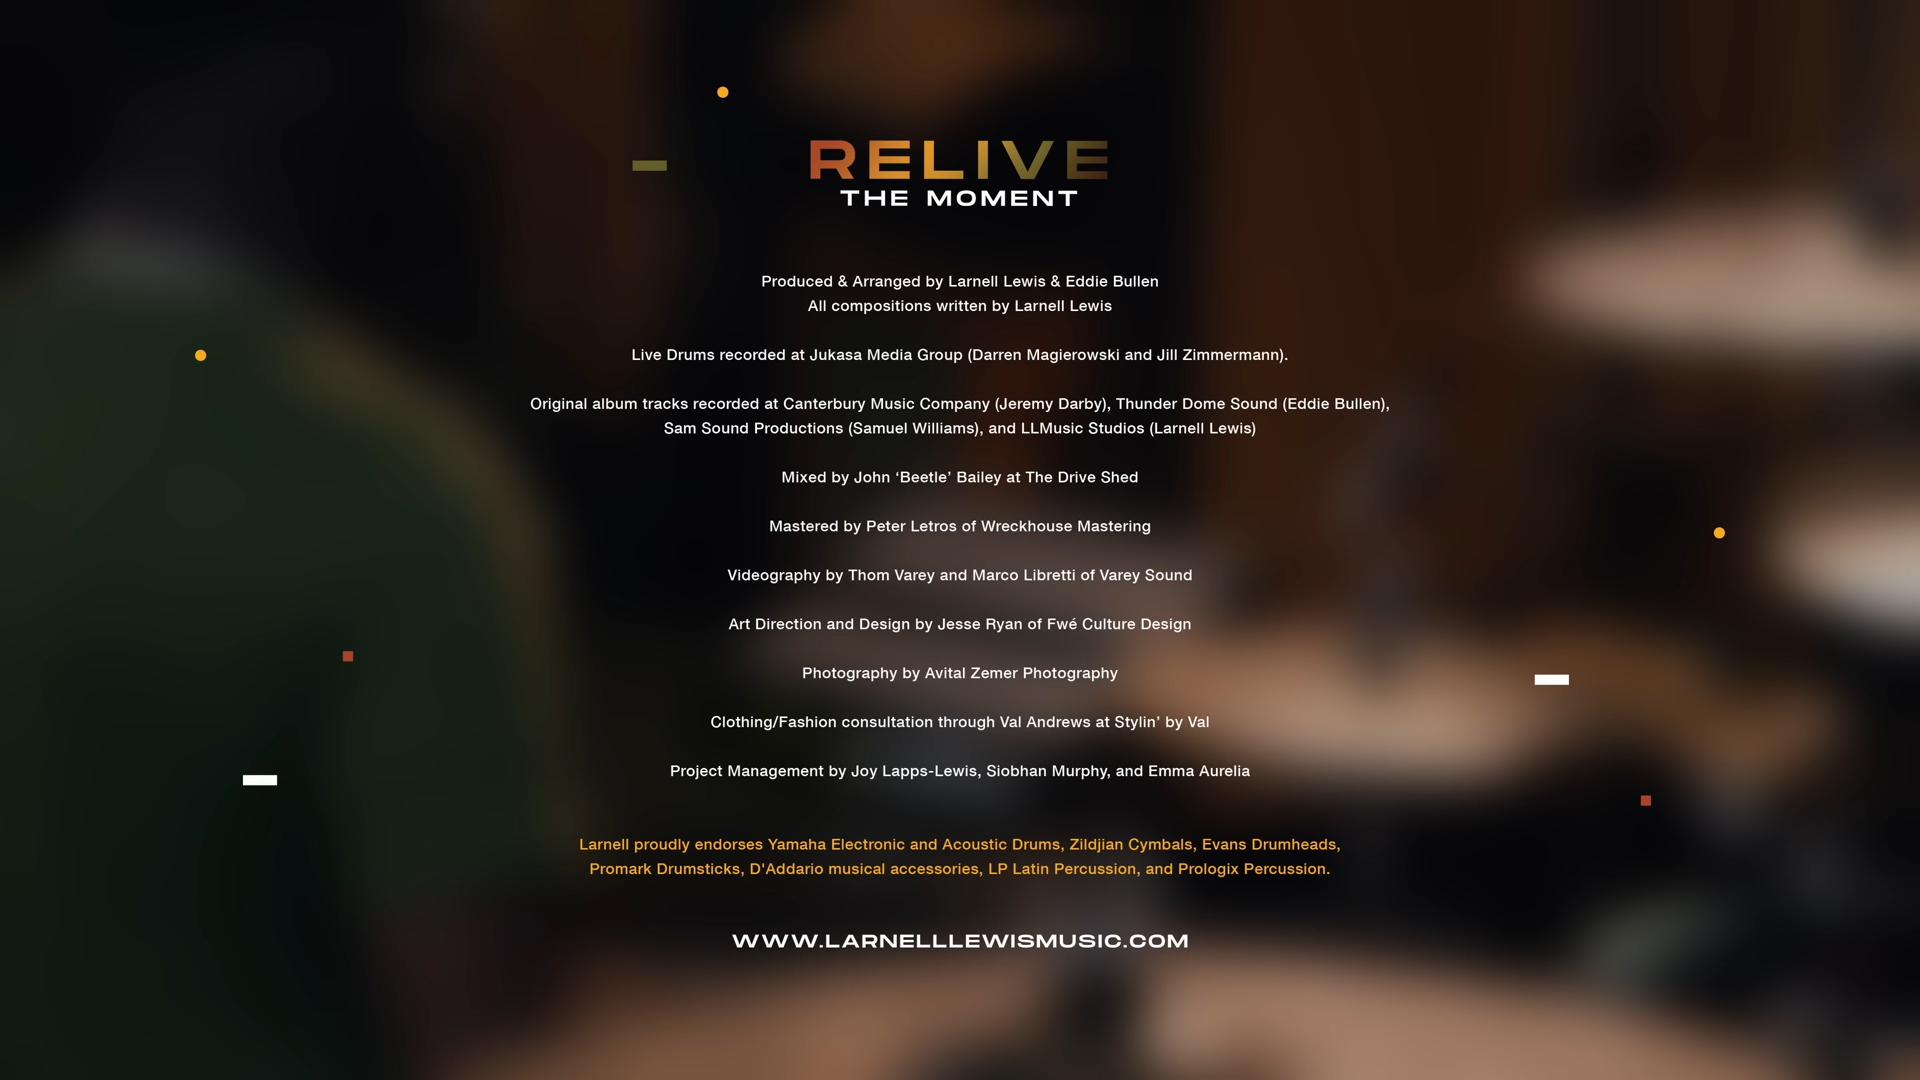 RELIVE
THE MOMENT
Produced & Arranged by Larnell Lewis & Eddie Bullen
All compositions written by Larnell Lewis
Live Drums recorded at Jukasa Media Group (Darren Magierowski and Jill Zimmermann).
Original album tracks recorded at Canterbury Music Company (Jeremy Darby), Thunder Dome Sound (Eddie Bullen),
Sam Sound Productions (Samuel Williams), and LLMusic Studios (Larnell Lewis)
Mixed by John ‘Beetle’ Bailey at The Drive Shed
Mastered by Peter Letros of Wreckhouse Mastering
Videography by Thom Varey and Marco Libretti of Varey Sound
Art Direction and Design by Jesse Ryan of Fwé Culture Design
Photography by Avital Zemer Photography
Clothing/Fashion consultation through Val Andrews at Stylin’ by Val
Project Management by Joy Lapps-Lewis, Siobhan Murphy, and Emma Aurelia
Larnell proudly endorses Yamaha Electronic and Acoustic Drums, Zildjian Cymbals, Evans Drumheads,
Promark Drumsticks, D'Addario musical accessories, LP Latin Percussion, and Prologix Percussion.
WWW.LARNELLLEWISMUSIC.COM